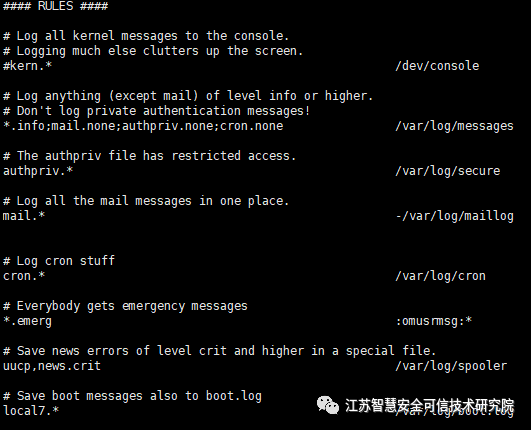 #### RULES ####
# Log all kernel messages to the console.
# Logging much else clutters up the screen.
#kern.* /dev/console
# Log anything (except mail) of level info or higher.
# Don't log private authentication messages!
*.info;mail.none;authpriv.none;cron.none /var/log/messages
# The authpriv file has restricted access.
authpriv.* /var/log/secure
# Log all the mail messages in one place.
mail.* -/var/log/maillog
# Log cron stuff
cron.* /var/log/cron
# Everybody gets emergency messages
*.emerg :omusrmsg:*
# Save news errors of level crit and higher in a special file.
uucp,news.crit /var/log/spooler
# Save boot messages also to boot.log
江苏智慧安全可信技术研究院
local7.* /var/log/boot.log